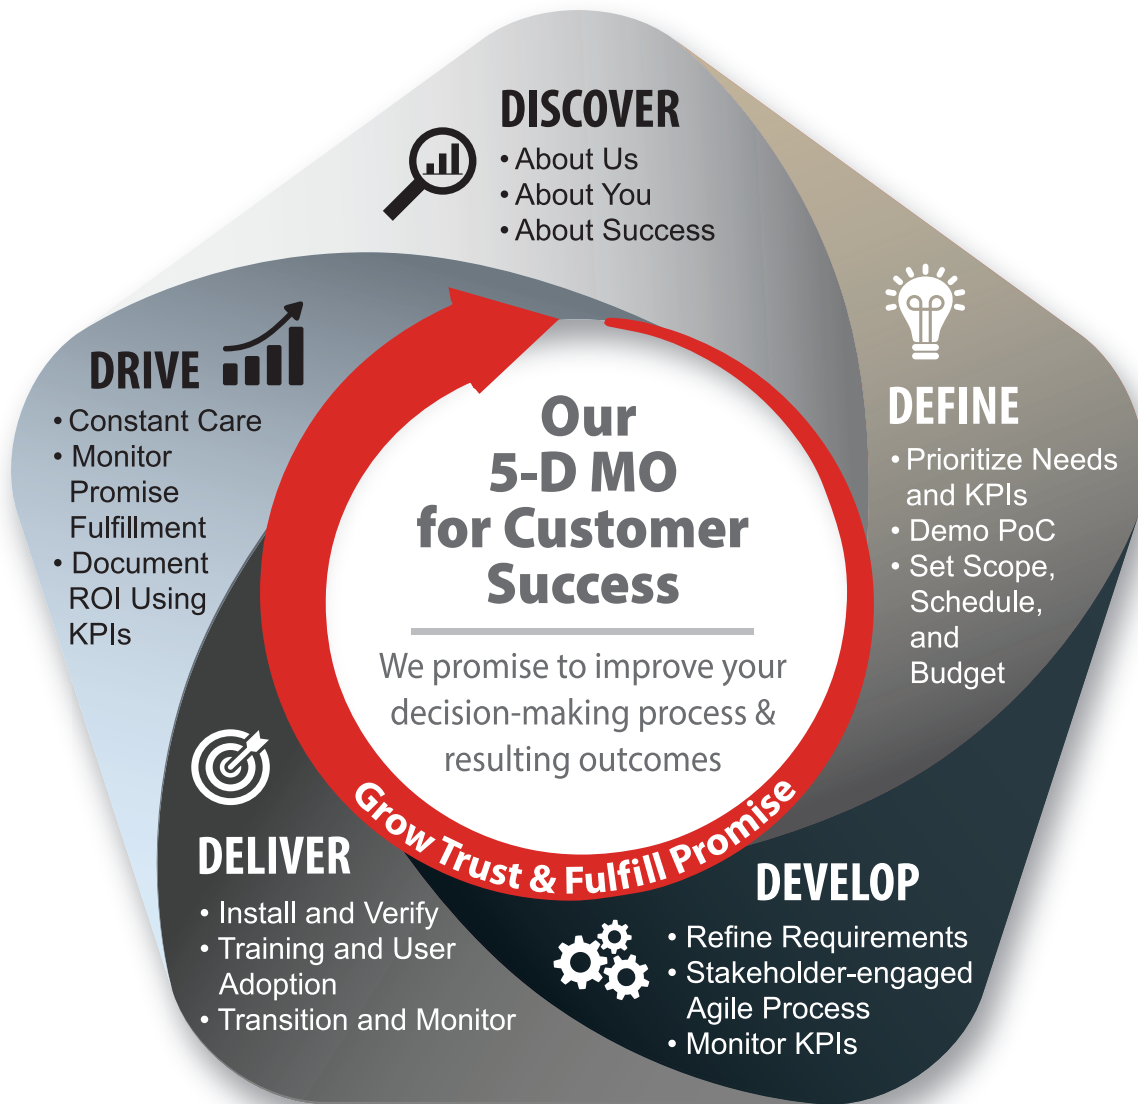 DISCOVER
• About Us
• About You
• About Success
DEFINE
• Prioritize Needs
and KPIs
• Demo PoC
• Set Scope,
Schedule,
and
Budget
DEVELOP
• Refine Requirements
• Stakeholder-engaged
Agile Process
• Monitor KPIs
DELIVER
• Install and Verify
• Training and User
Adoption
• Transition and Monitor
DRIVE
• Constant Care
• Monitor
Promise
Fulfillment
• Document
ROI Using
KPIs
Our
5-D MO
for Customer
Success
We promise to improve your
decision-making process &
resulting outcomes
Grow Trust & Fulfill Promise